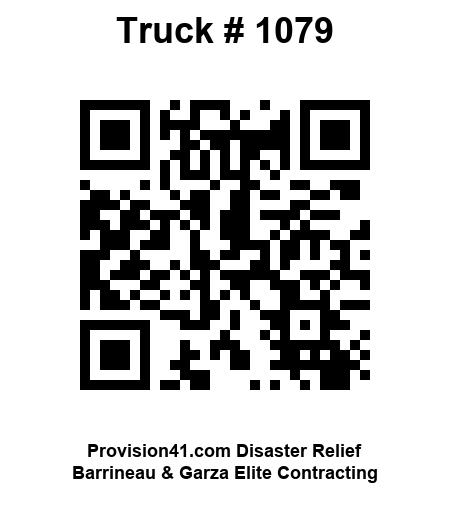 Truck # 1079
Provision41.com Disaster Relief
Barrineau & Garza Elite Contracting